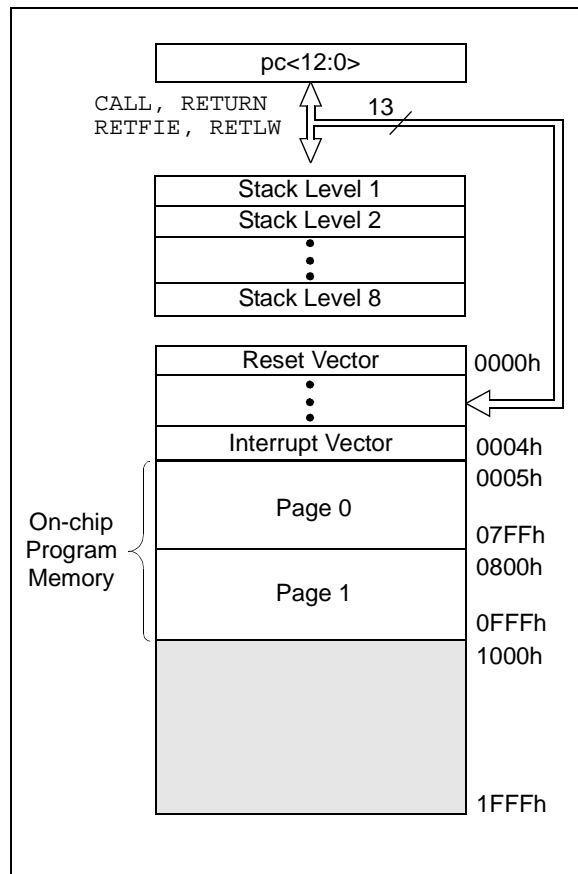 pc<12:0>
CALL, RETURN
RETFIE, RETLW
13
Stack Level 1
Stack Level 2
Stack Level 8
Reset Vector
0000h
Interrupt Vector
0004h
0005h
On-chip
Program
Memory
Page 0
07FFh
0800h
Page 1
0FFFh
1000h
1FFFh